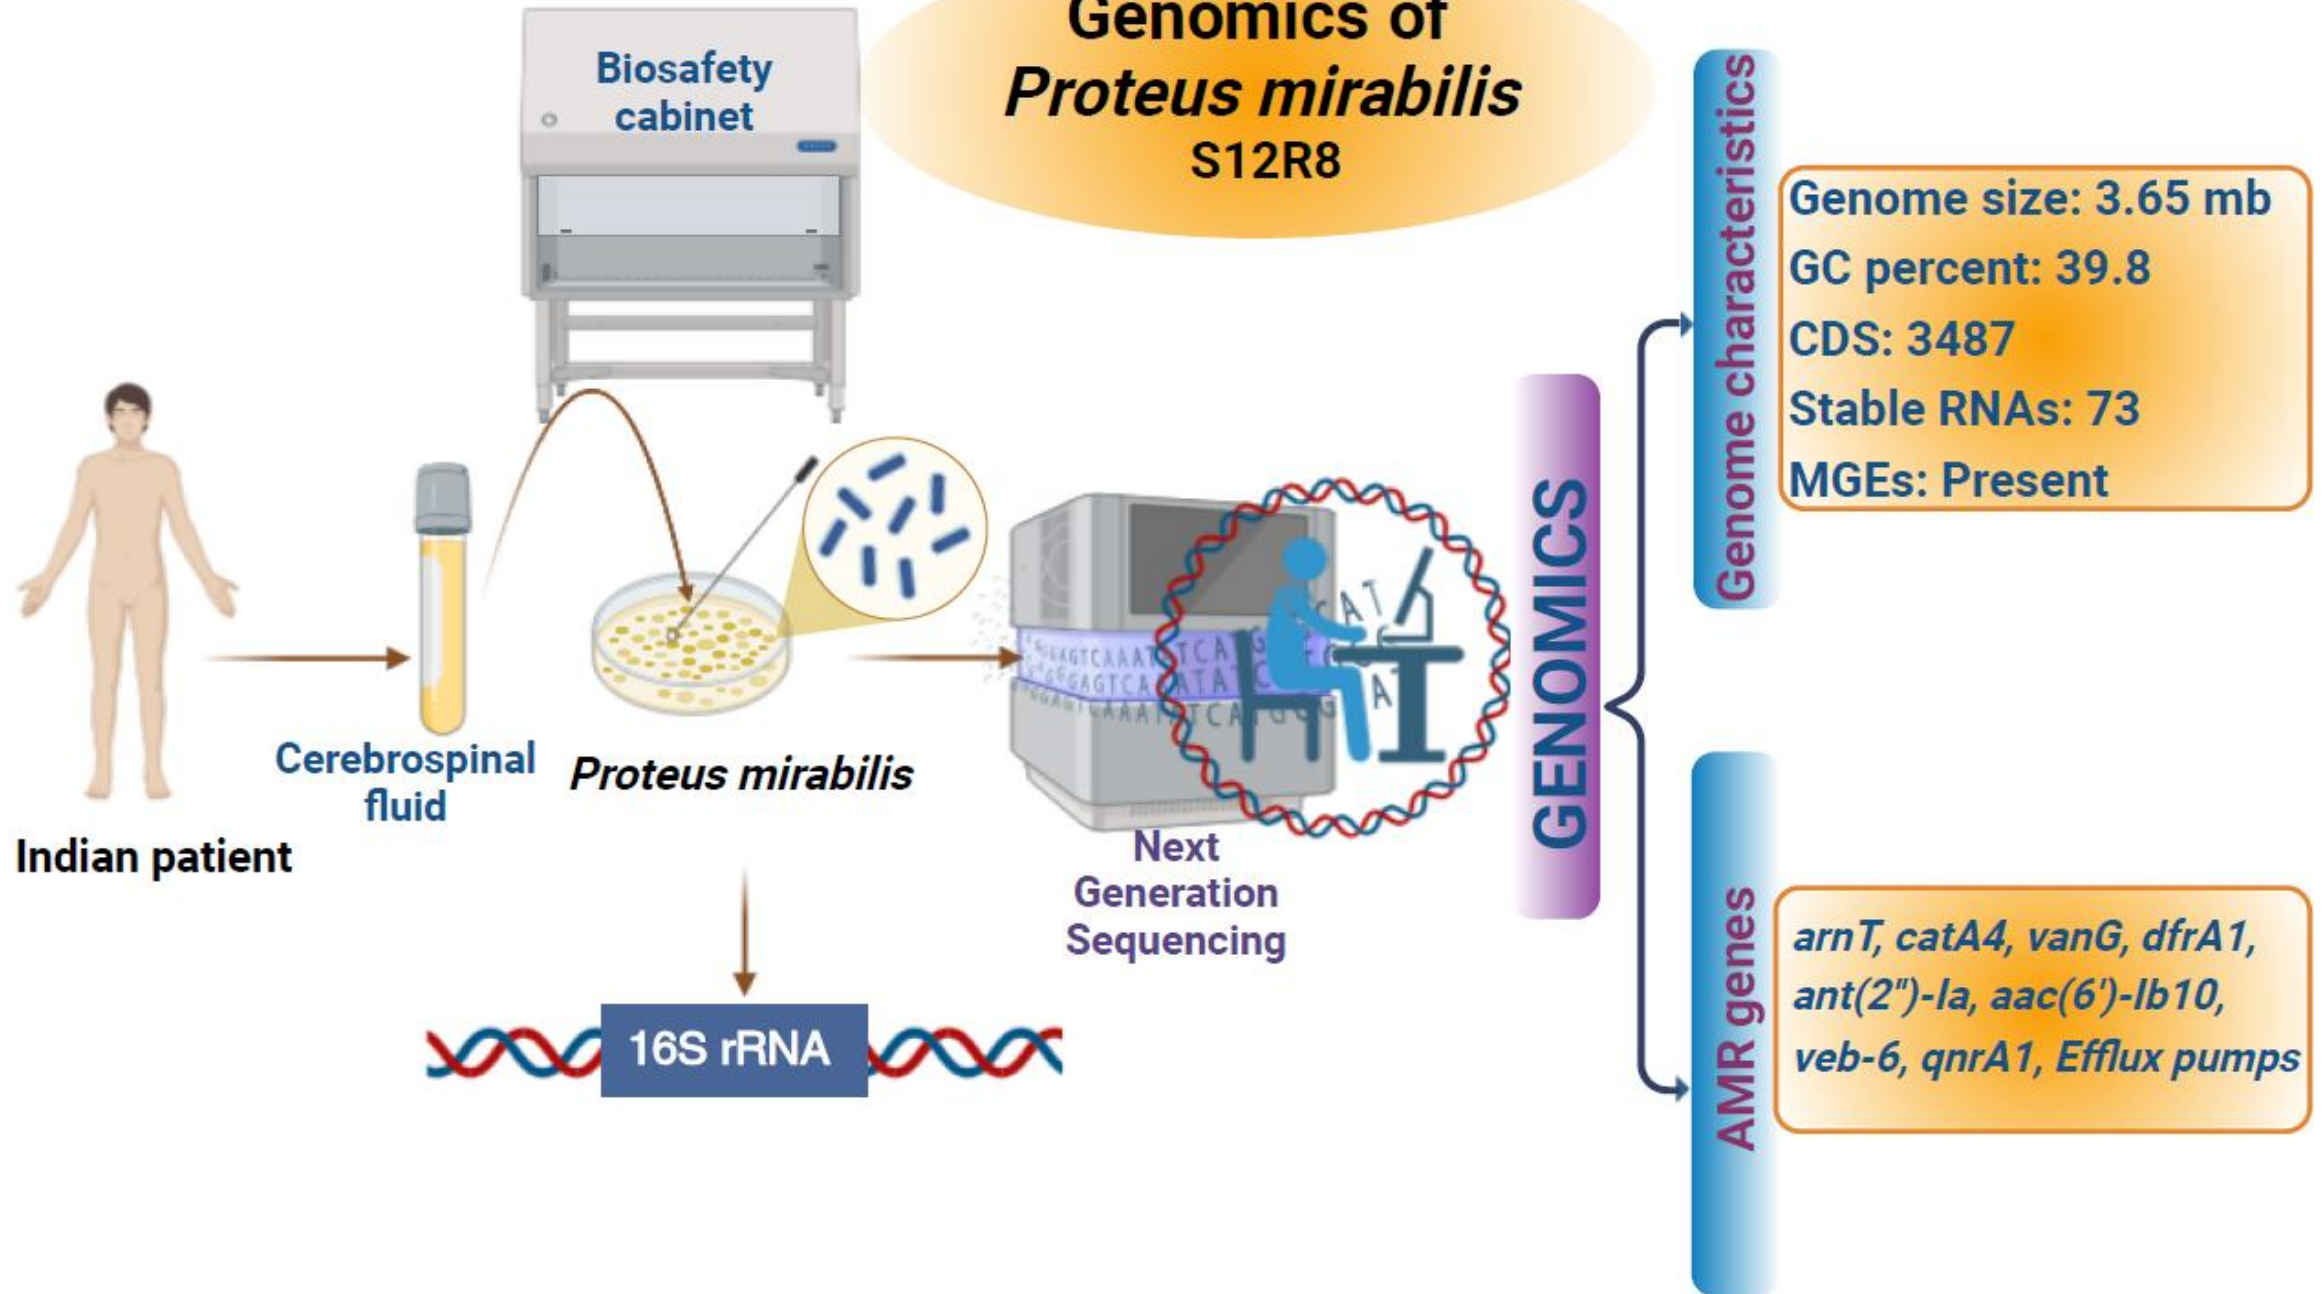 Genomics of
Proteus mirabilis
S12R8
Biosafety
cabinet
Indian patient
Cerebrospinal
fluid
Proteus mirabilis
16S rRNA
Next
Generation
Sequencing
GENOMICS
Genome characteristics
Genome size: 3.65 mb
GC percent: 39.8
CDS: 3487
Stable RNAs: 73
MGEs: Present
AMR genes
arnT, catA4, vanG, dfrA1,
ant(2")-Ia, aac(6')-Ib10,
veb-6, qnrA1, Efflux pumps